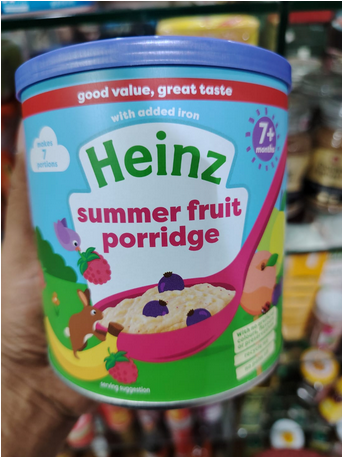 good value, great taste
with added iron
makes
7
portions
7+
months
Heinz
summer fruit
porridge
serving suggestion